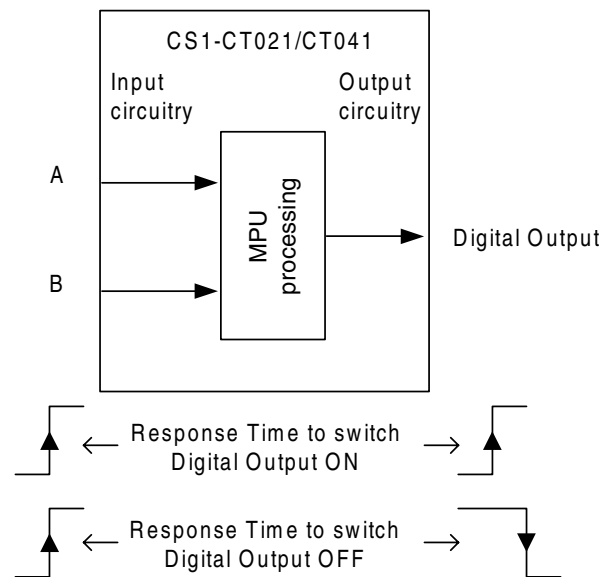 CS1-CT021/CT041
Input
circuitry
Output
circuitry
A
B
MPU
processing
Digital Output
Response Time to switch
Digital Output ON
Response Time to switch
Digital Output OFF